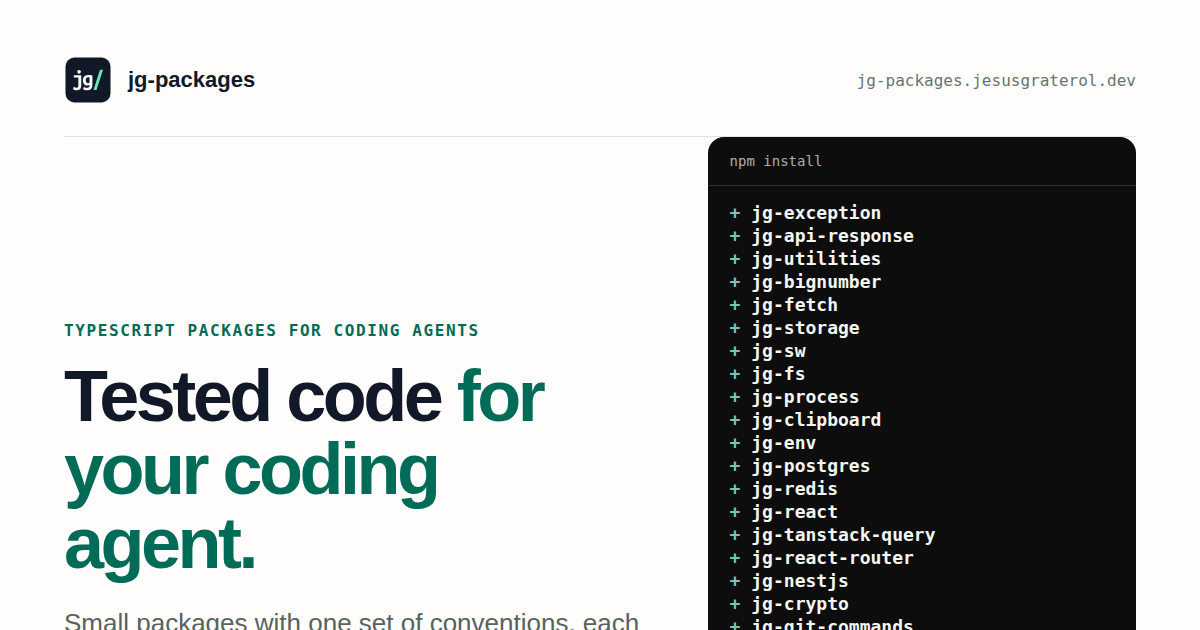 jg/ jg-packages
jg-packages.jesusgraterol.dev
TYPESCRIPT PACKAGES FOR CODING AGENTS
Tested code for
your coding
agent.
Small packages with one set of conventions, each
npm install
+ jg-exception
+ jg-api-response
+ jg-utilities
+ jg-bignumber
+ jg-fetch
+ jg-storage
+ jg-sw
+ jg-fs
+ jg-process
+ jg-clipboard
+ jg-env
+ jg-postgres
+ jg-redis
+ jg-react
+ jg-tanstack-query
+ jg-react-router
+ jg-nestjs
+ jg-crypto
+ jg-git-commands